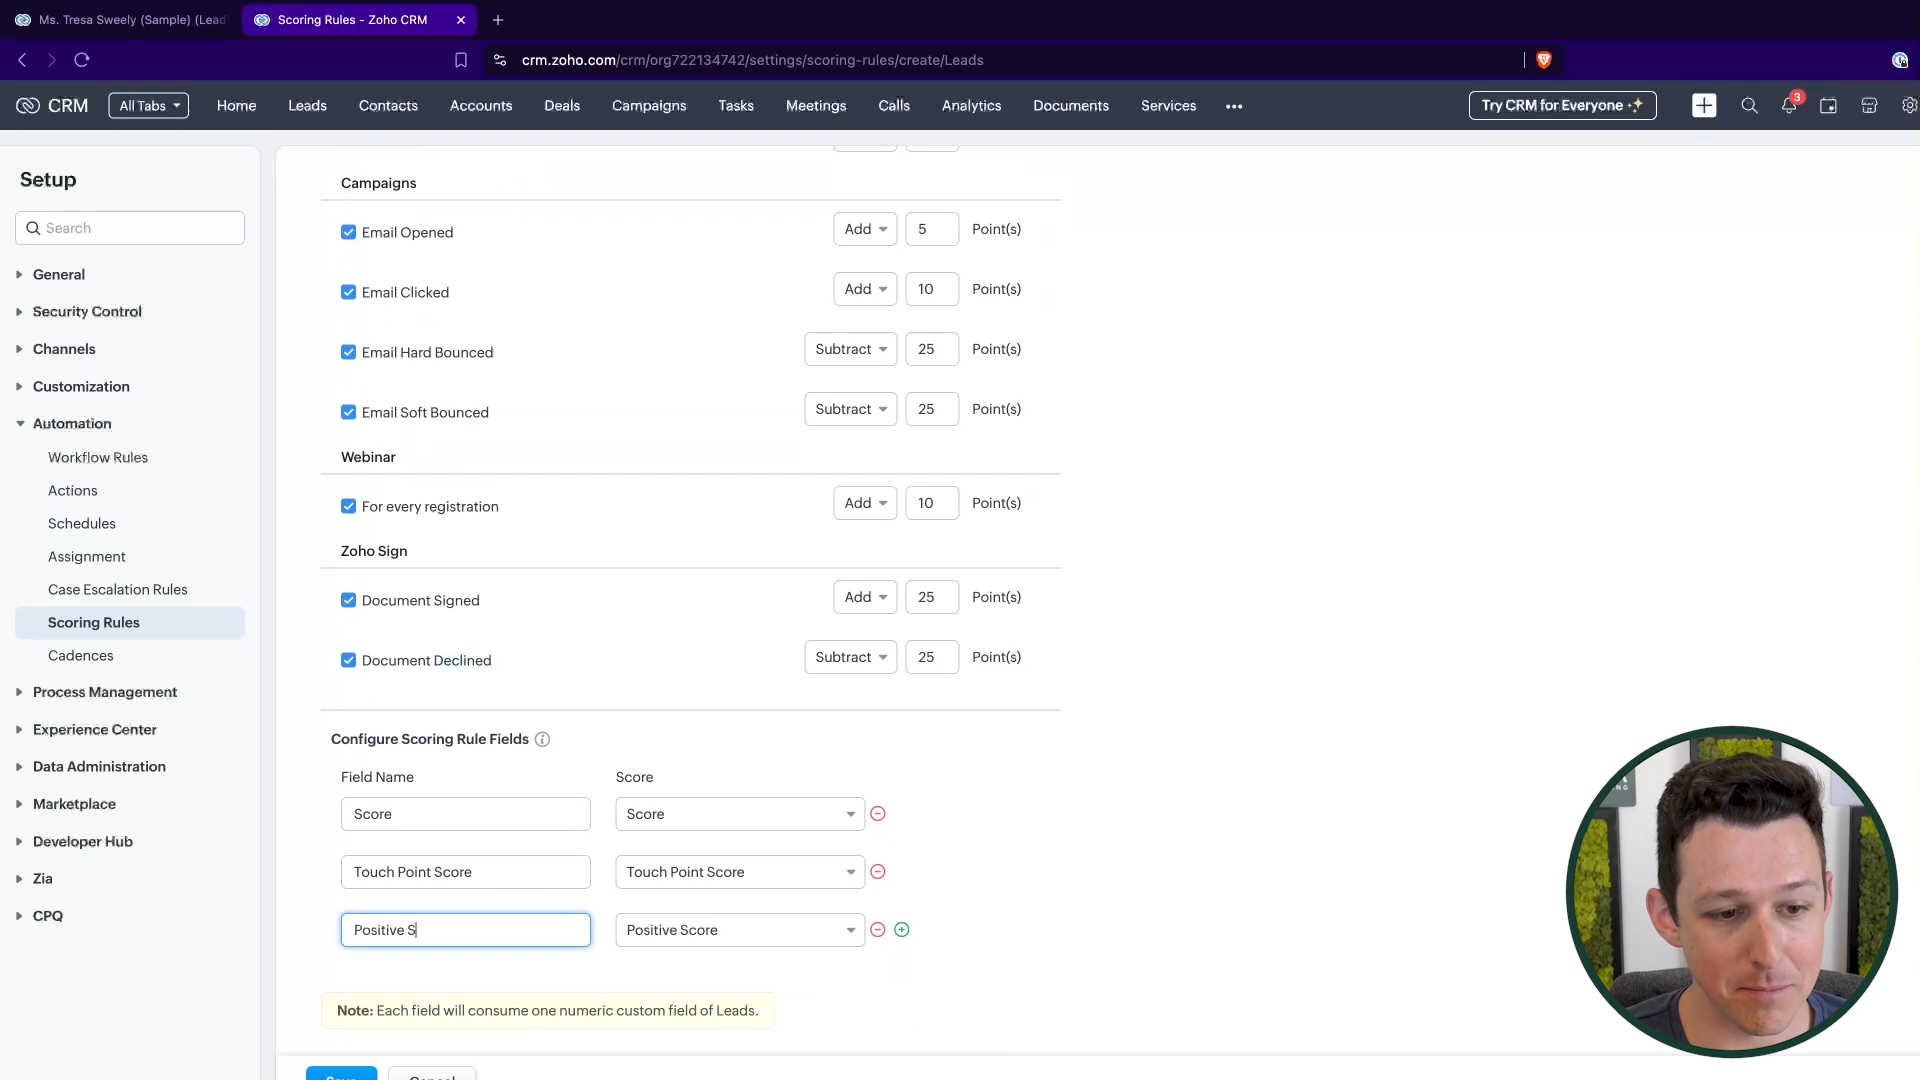 Ms. Tresa Sweely (Sample) (Lead
Scoring Rules - Zoho CRM
crm.zoho.com/crm/org722134742/settings/scoring-rules/create/Leads
CRM
All Tabs
Home
Leads
Contacts
Accounts
Deals
Campaigns
Tasks
Meetings
Calls
Analytics
Documents
Services
Try CRM for Everyone
3
Setup
Search
General
Security Control
Channels
Customization
Automation
Workflow Rules
Actions
Schedules
Assignment
Case Escalation Rules
Scoring Rules
Cadences
Process Management
Experience Center
Data Administration
Marketplace
Developer Hub
Zia
CPQ
Campaigns
Email Opened Add 5 Point(s)
Email Clicked Add 10 Point(s)
Email Hard Bounced Subtract 25 Point(s)
Email Soft Bounced Subtract 25 Point(s)
Webinar
For every registration Add 10 Point(s)
Zoho Sign
Document Signed Add 25 Point(s)
Document Declined Subtract 25 Point(s)
Configure Scoring Rule Fields
Field Name Score
Score Score
Touch Point Score Touch Point Score
Positive S Positive Score
Note: Each field will consume one numeric custom field of Leads.
Save Cancel